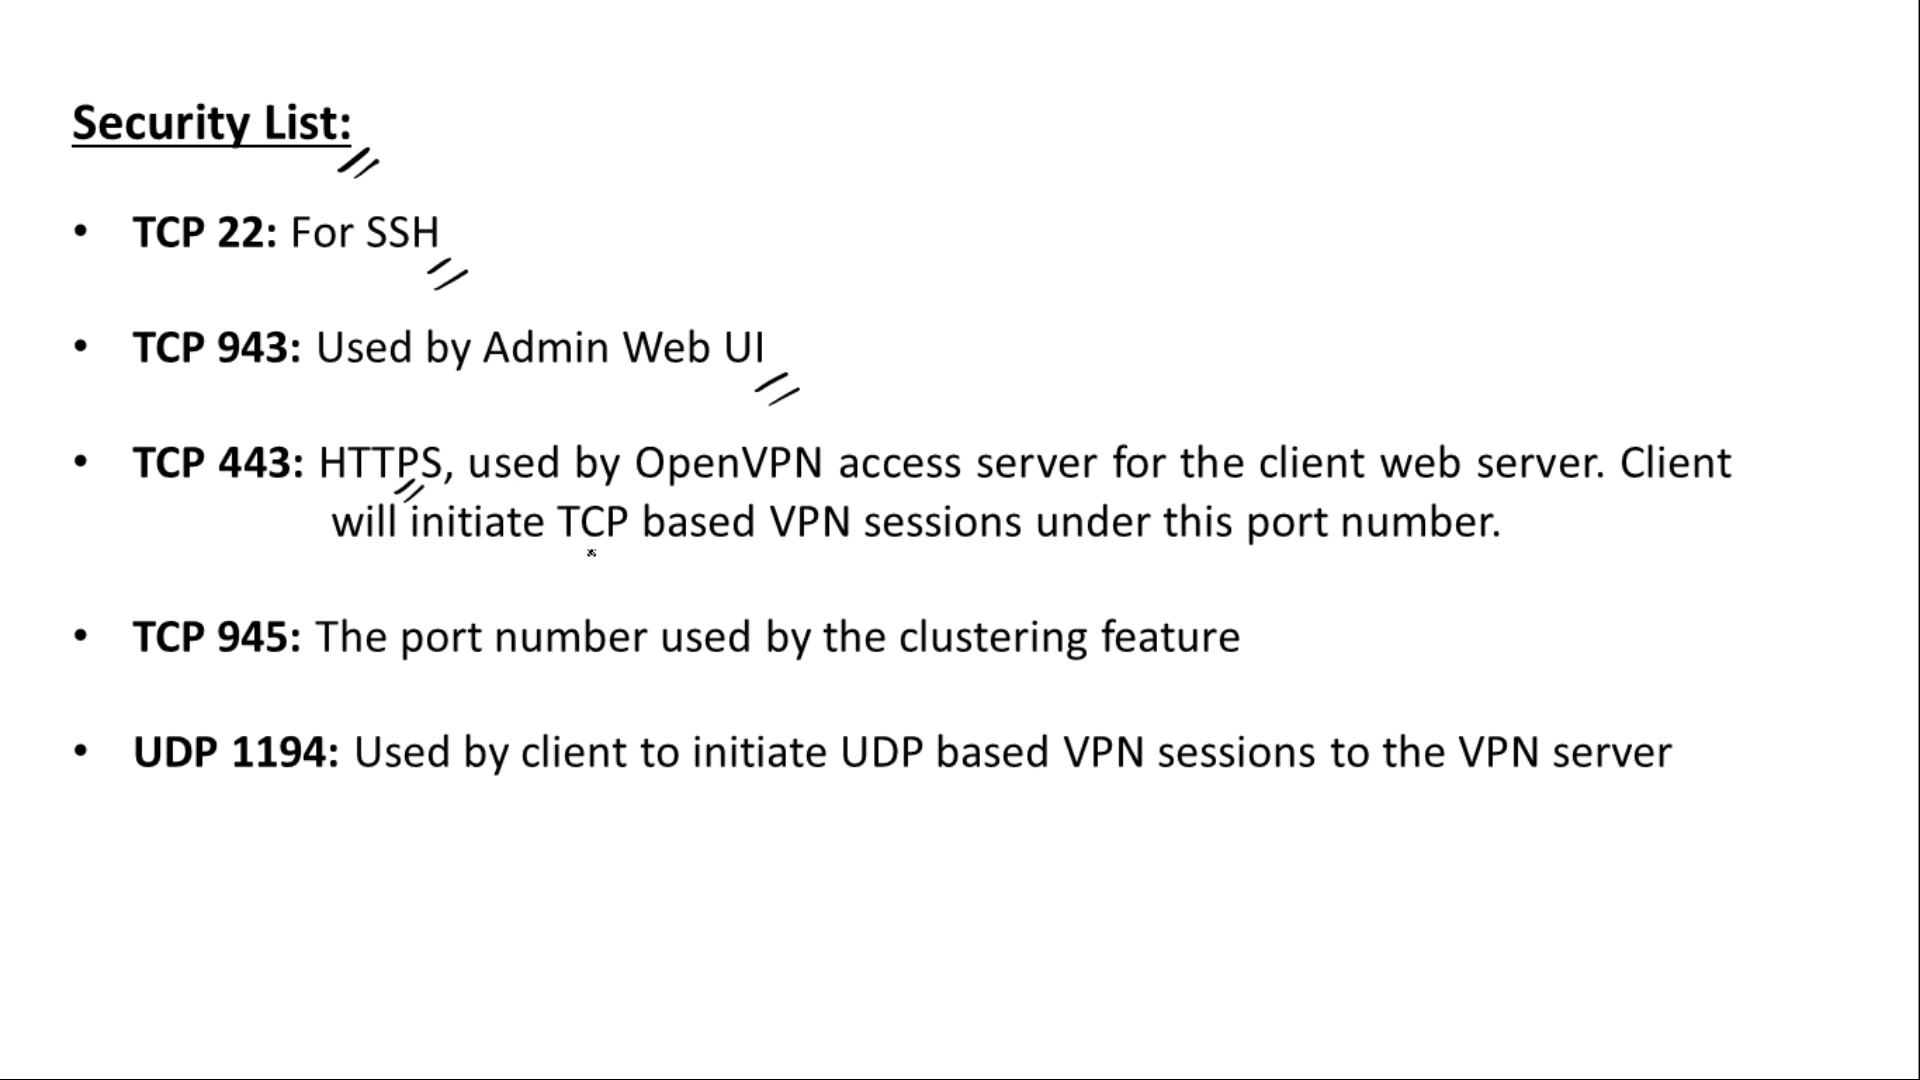 Security List:
• TCP 22: For SSH
• TCP 943: Used by Admin Web UI
• TCP 443: HTTPS, used by OpenVPN access server for the client web server. Client
will initiate TCP based VPN sessions under this port number.
• TCP 945: The port number used by the clustering feature
• UDP 1194: Used by client to initiate UDP based VPN sessions to the VPN server